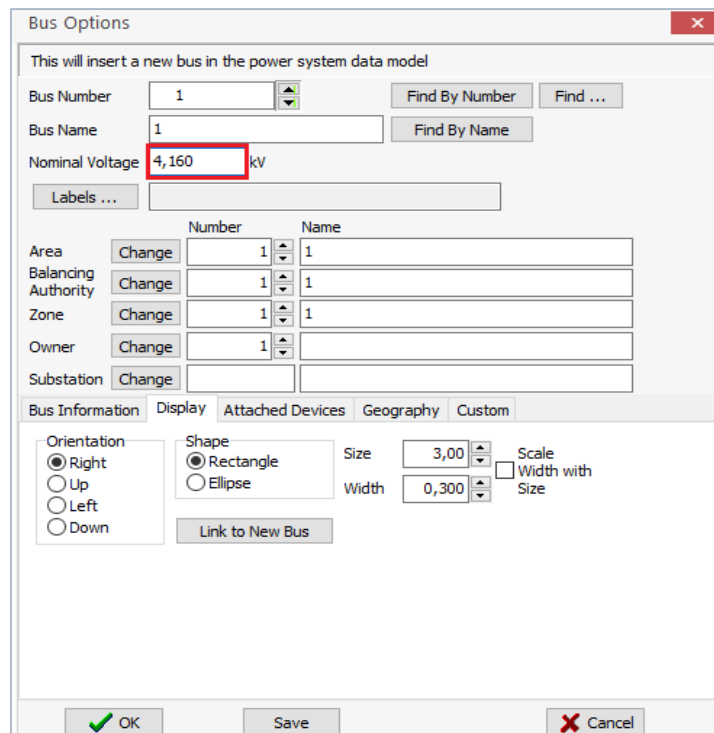 Bus Options
This will insert a new bus in the power system data model
Bus Number 1 Find By Number Find ...
Bus Name 1 Find By Name
Nominal Voltage 4,160 kV
Labels ...
Number Name
Area Change 1 1
Balancing Authority Change 1 1
Zone Change 1 1
Owner Change 1
Substation Change
Bus Information Display Attached Devices Geography Custom
Orientation
Right
Up
Left
Down
Shape
Rectangle
Ellipse
Link to New Bus
Size 3,00
Width 0,300
Scale
Width with
Size
OK Save Cancel